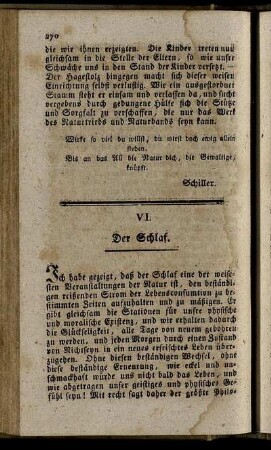 270
die wir ihnen erzeigten. Die Kinder treten nun
gleichsam in die Stelle der Eltern, so wie unser
Schwäche uns in den Stand der Kinder versetzt. —
Der Hagestolz hingegen macht sich dieser weisen
Einrichtung selbst verlustig. Wie ein ausgestorbner
Stamm steht er einsam und verlassen da, und sucht
vergebens durch gedungne Hülfe sich die Stütze
und Sorgfalt zu verschaffen, die nur das Werk
des Naturtriebs und Naturbands seyn kann.
Wirke so viel du willst, du wirst doch ewig allein
stehen,
Bis an das All die Natur dich, die Gewaltige,
knüpft.
Schiller.
VI.
Der Schlaf.
Ich habe gezeigt, daß der Schlaf eine der weise-
sten Veranstaltungen der Natur ist, den beständi-
gen reißenden Strom der Lebensconsumtion zu be-
stimmten Zeiten aufzuhalten und zu mäßigen. Er
gibt gleichsam die Stationen für unsre physische
und moralische Existenz, und wir erhalten dadurch
die Glückseligkeit, alle Tage von neuem gebohren
zu werden, und jeden Morgen durch einen Zustand
von Nichtseyn in ein neues erfrischtes Leben über-
zugehen. Ohne diesen beständigen Wechsel, ohne
diese beständige Erneurung, wie eckel und un-
schmackhaft würde uns nicht bald das Leben, und
wie abgetragen unser geistiges und physisches Ge-
fühl seyn! Mit recht sagt daher der größte Philo-